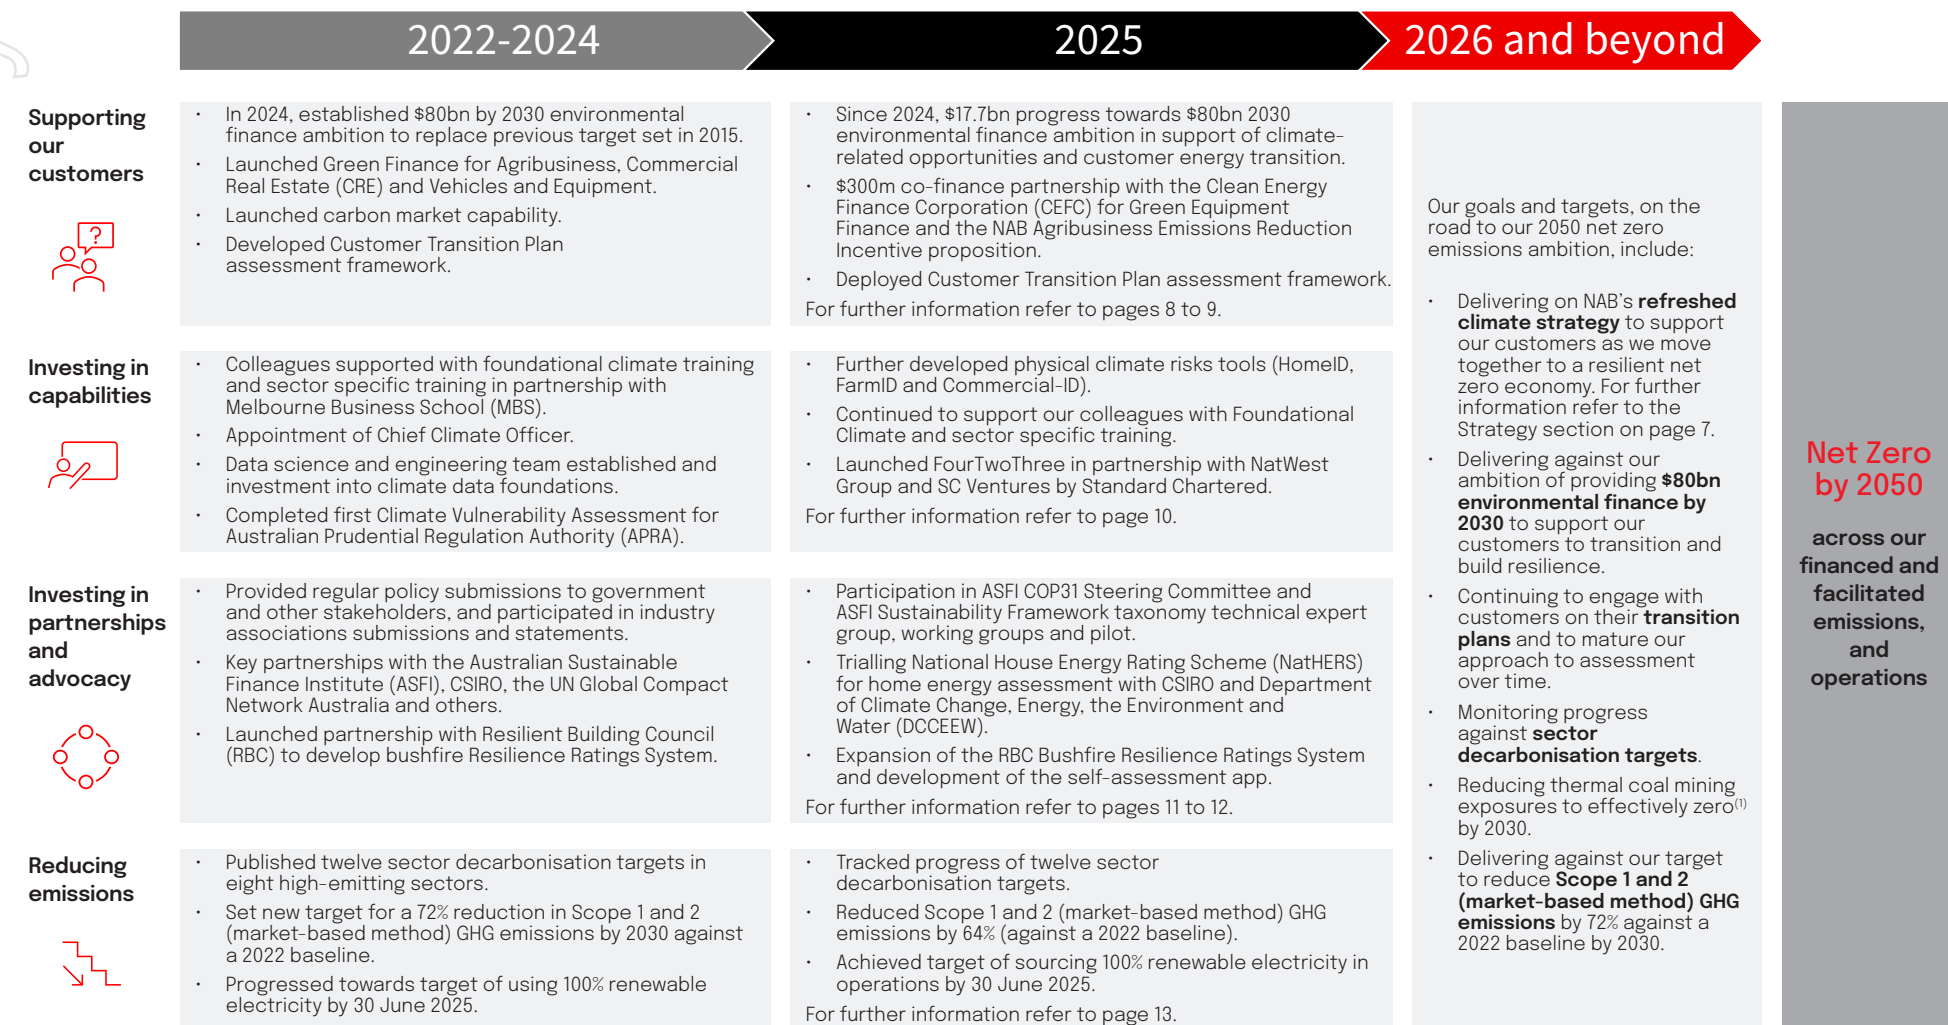 2022-2024
2025
2026 and beyond
Supporting
our
customers
• In 2024, established $80bn by 2030 environmental
finance ambition to replace previous target set in 2015.
• Launched Green Finance for Agribusiness, Commercial
Real Estate (CRE) and Vehicles and Equipment.
• Launched carbon market capability.
• Developed Customer Transition Plan
assessment framework.
• Since 2024, $17.7bn progress towards $80bn 2030
environmental finance ambition in support of climate-
related opportunities and customer energy transition.
• $300m co-finance partnership with the Clean Energy
Finance Corporation (CEFC) for Green Equipment
Finance and the NAB Agribusiness Emissions Reduction
Incentive proposition.
• Deployed Customer Transition Plan assessment framework.
For further information refer to pages 8 to 9.
Investing in
capabilities
• Colleagues supported with foundational climate training
and sector specific training in partnership with
Melbourne Business School (MBS).
• Appointment of Chief Climate Officer.
• Data science and engineering team established and
investment into climate data foundations.
• Completed first Climate Vulnerability Assessment for
Australian Prudential Regulation Authority (APRA).
• Further developed physical climate risks tools (HomeID,
FarmID and Commercial-ID).
• Continued to support our colleagues with Foundational
Climate and sector specific training.
• Launched FourTwoThree in partnership with NatWest
Group and SC Ventures by Standard Chartered.
For further information refer to page 10.
Investing in
partnerships
and
advocacy
• Provided regular policy submissions to government
and other stakeholders, and participated in industry
associations submissions and statements.
• Key partnerships with the Australian Sustainable
Finance Institute (ASFI), CSIRO, the UN Global Compact
Network Australia and others.
• Launched partnership with Resilient Building Council
(RBC) to develop bushfire Resilience Ratings System.
• Participation in ASFI COP31 Steering Committee and
ASFI Sustainability Framework taxonomy technical expert
group, working groups and pilot.
• Trialling National House Energy Rating Scheme (NatHERS)
for home energy assessment with CSIRO and Department
of Climate Change, Energy, the Environment and
Water (DCCEEW).
• Expansion of the RBC Bushfire Resilience Ratings System
and development of the self-assessment app.
For further information refer to pages 11 to 12.
Reducing
emissions
• Published twelve sector decarbonisation targets in
eight high-emitting sectors.
• Set new target for a 72% reduction in Scope 1 and 2
(market-based method) GHG emissions by 2030 against
a 2022 baseline.
• Progressed towards target of using 100% renewable
electricity by 30 June 2025.
• Tracked progress of twelve sector
decarbonisation targets.
• Reduced Scope 1 and 2 (market-based method) GHG
emissions by 64% (against a 2022 baseline).
• Achieved target of sourcing 100% renewable electricity in
operations by 30 June 2025.
For further information refer to page 13.
Our goals and targets, on the
road to our 2050 net zero
emissions ambition, include:
• Delivering on NAB's refreshed
climate strategy to support
our customers as we move
together to a resilient net
zero economy. For further
information refer to the
Strategy section on page 7.
• Delivering against our
ambition of providing $80bn
environmental finance by
2030 to support our
customers to transition and
build resilience.
• Continuing to engage with
customers on their transition
plans and to mature our
approach to assessment
over time.
• Monitoring progress
against sector
decarbonisation targets.
• Reducing thermal coal mining
exposures to effectively zero(1)
by 2030.
• Delivering against our target
to reduce Scope 1 and 2
(market-based method) GHG
emissions by 72% against a
2022 baseline by 2030.
Net Zero
by 2050
across our
financed and
facilitated
emissions,
and
operations